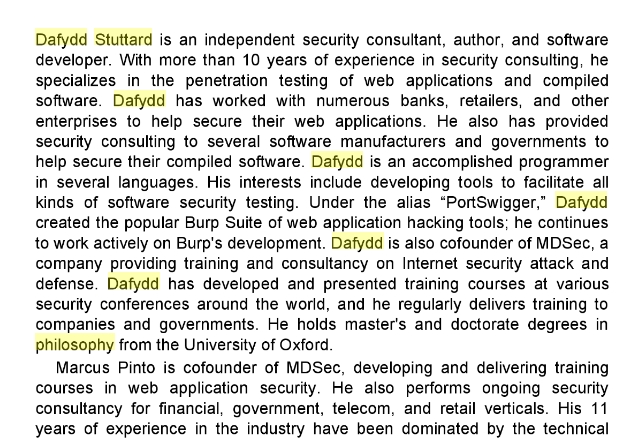 Dafydd Stuttard is an independent security consultant, author, and software
developer. With more than 10 years of experience in security consulting, he
specializes in the penetration testing of web applications and compiled
software. Dafydd has worked with numerous banks, retailers, and other
enterprises to help secure their web applications. He also has provided
security consulting to several software manufacturers and governments to
help secure their compiled software. Dafydd is an accomplished programmer
in several languages. His interests include developing tools to facilitate all
kinds of software security testing. Under the alias “PortSwigger,” Dafydd
created the popular Burp Suite of web application hacking tools; he continues
to work actively on Burp's development. Dafydd is also cofounder of MDSec, a
company providing training and consultancy on Internet security attack and
defense. Dafydd has developed and presented training courses at various
security conferences around the world, and he regularly delivers training to
companies and governments. He holds master's and doctorate degrees in
philosophy from the University of Oxford.
Marcus Pinto is cofounder of MDSec, developing and delivering training
courses in web application security. He also performs ongoing security
consultancy for financial, government, telecom, and retail verticals. His 11
years of experience in the industry have been dominated by the technical